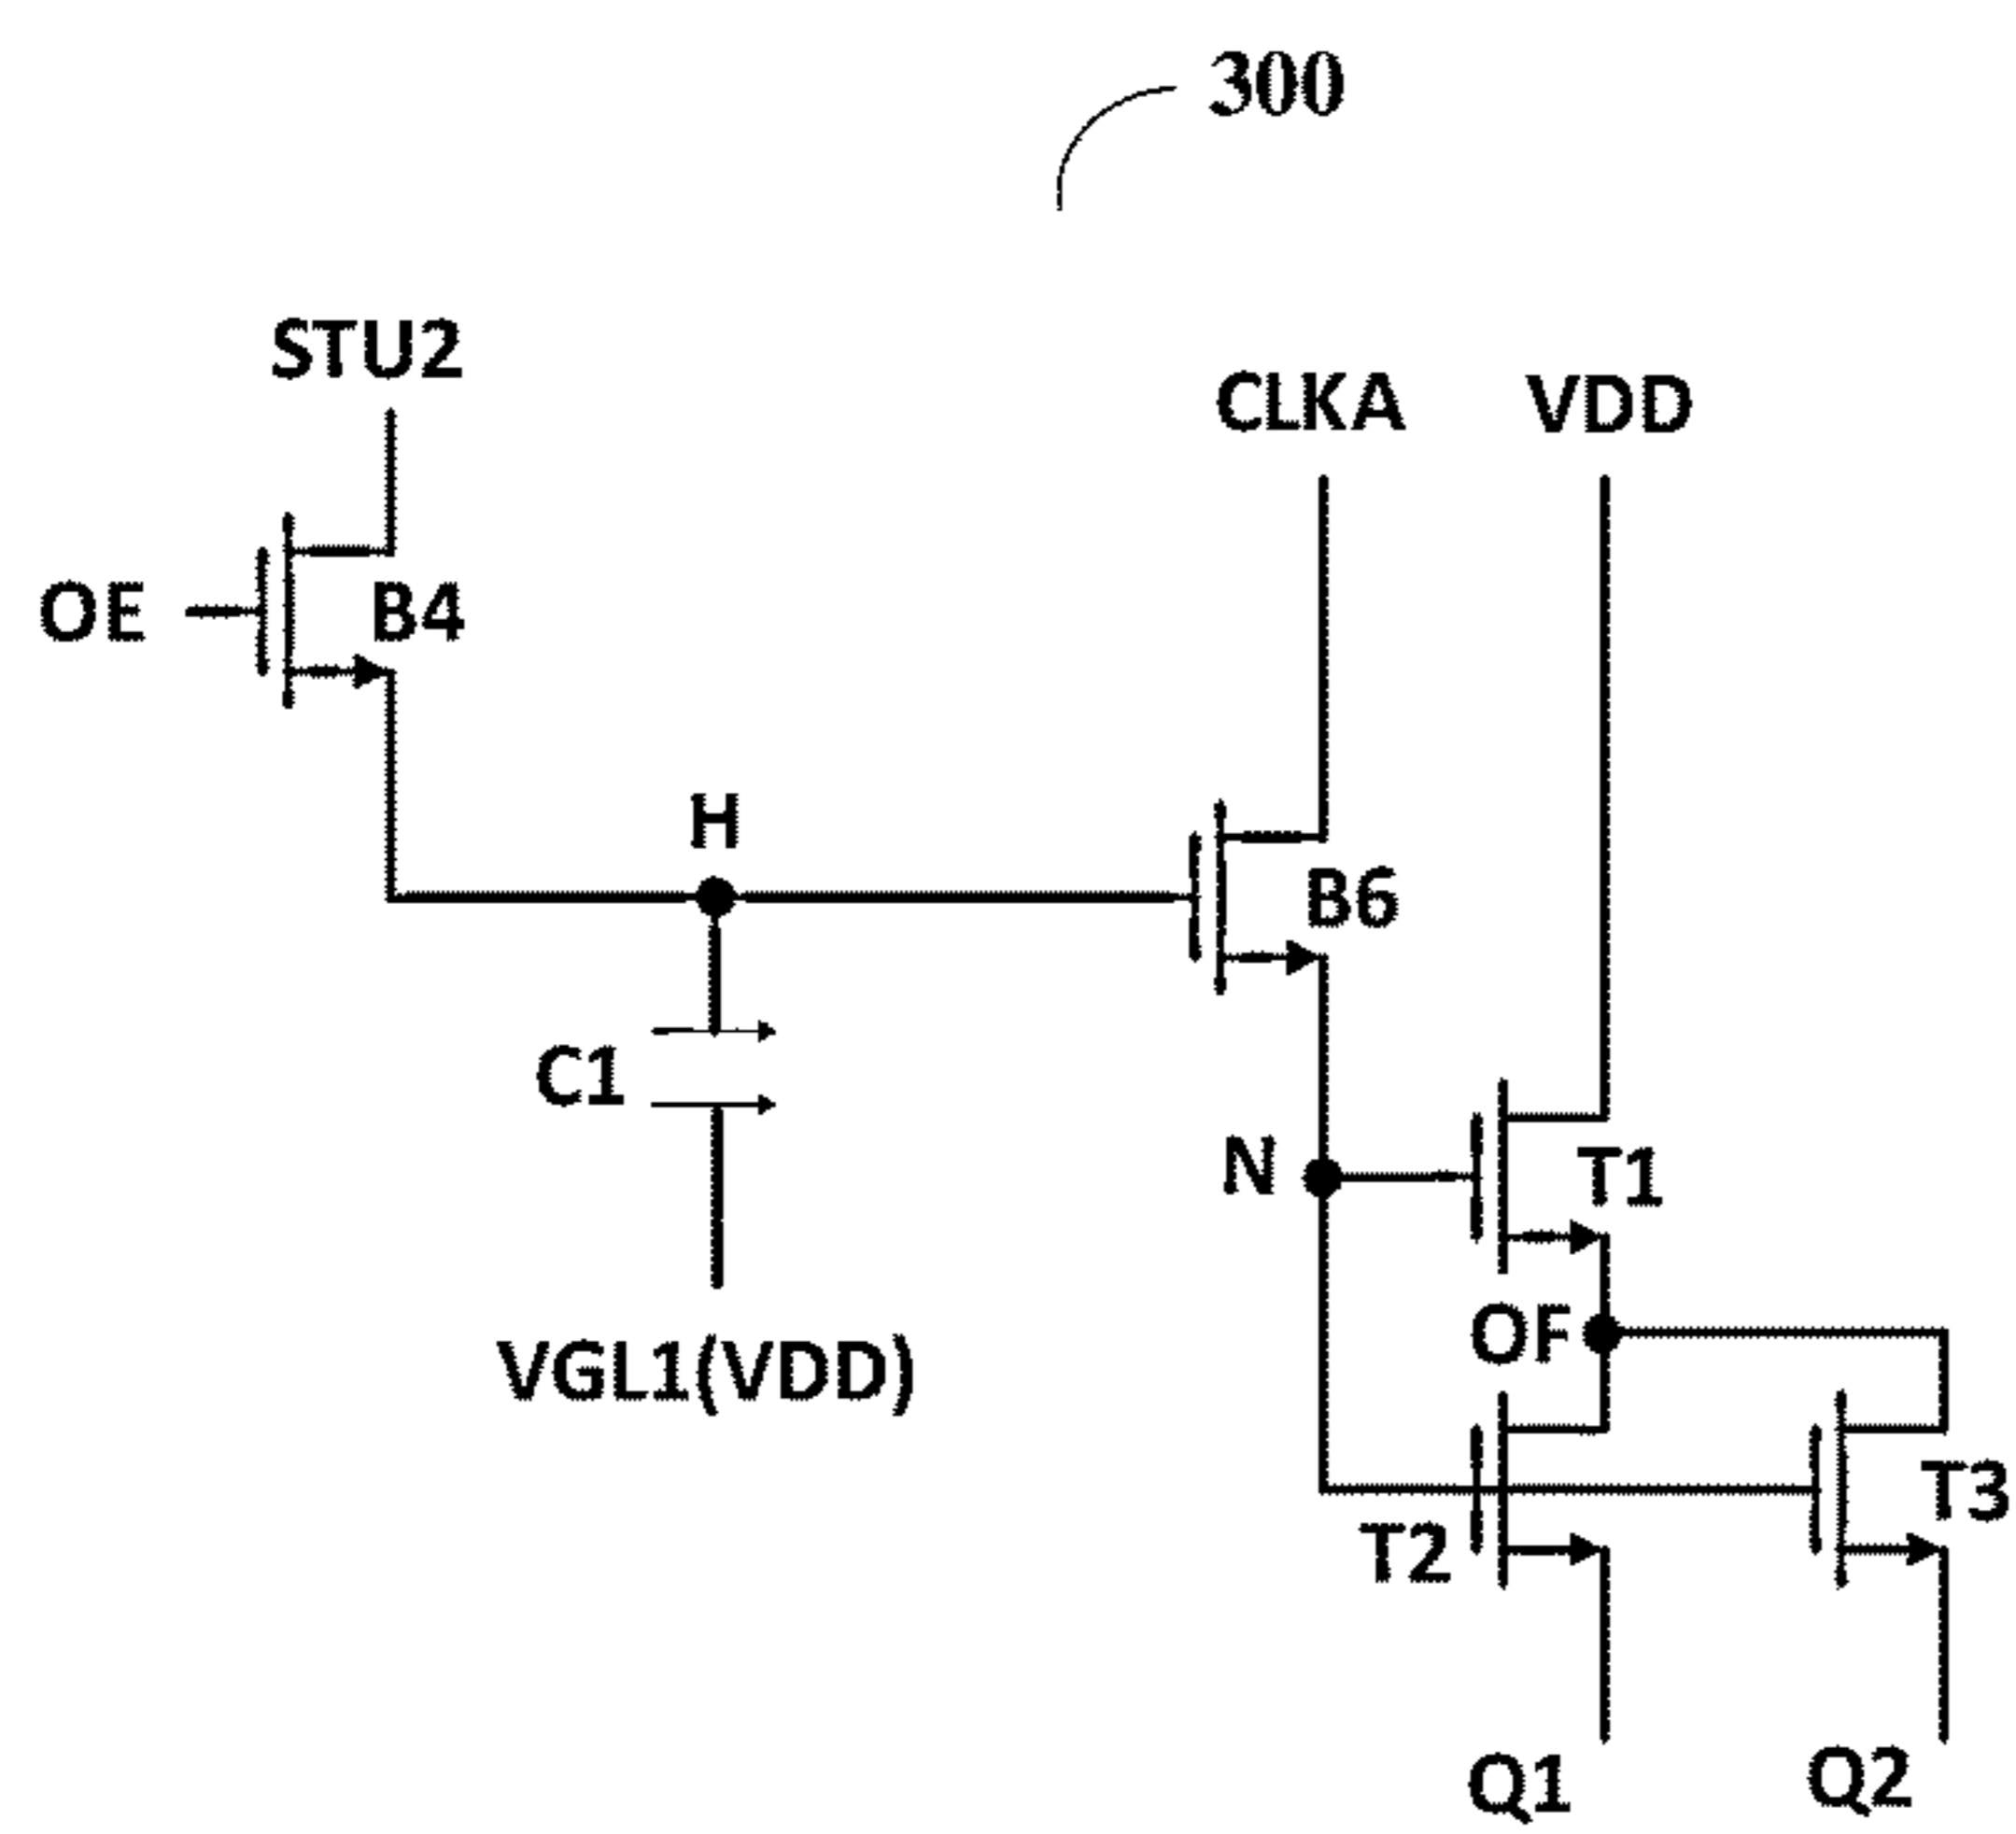 300
STU2
CLKA
VDD
OE
B4
H
B6
C1
N
T1
OF
VGL1(VDD)
T3
T2
Q1
Q2